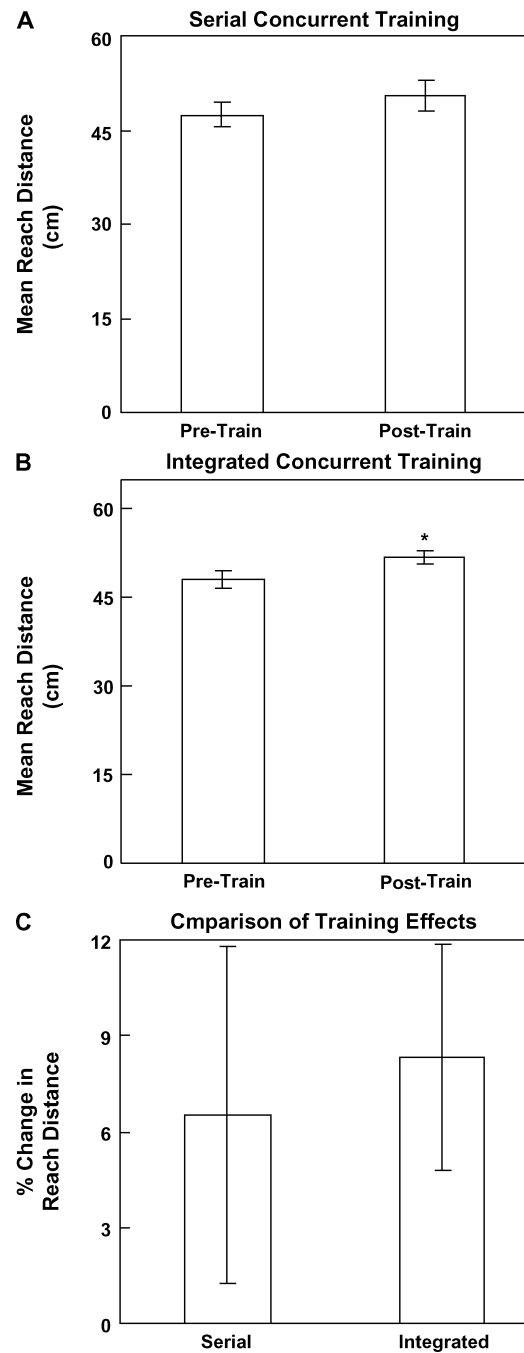 A
Serial Concurrent Training
60
45
30
15
0
Mean Reach Distance
(cm)
Pre-Train
Post-Train
B
Integrated Concurrent Training
60
45
30
15
0
Mean Reach Distance
(cm)
*
Pre-Train
Post-Train
C
Cmparison of Training Effects
12
9
6
3
0
% Change in
Reach Distance
Serial
Integrated